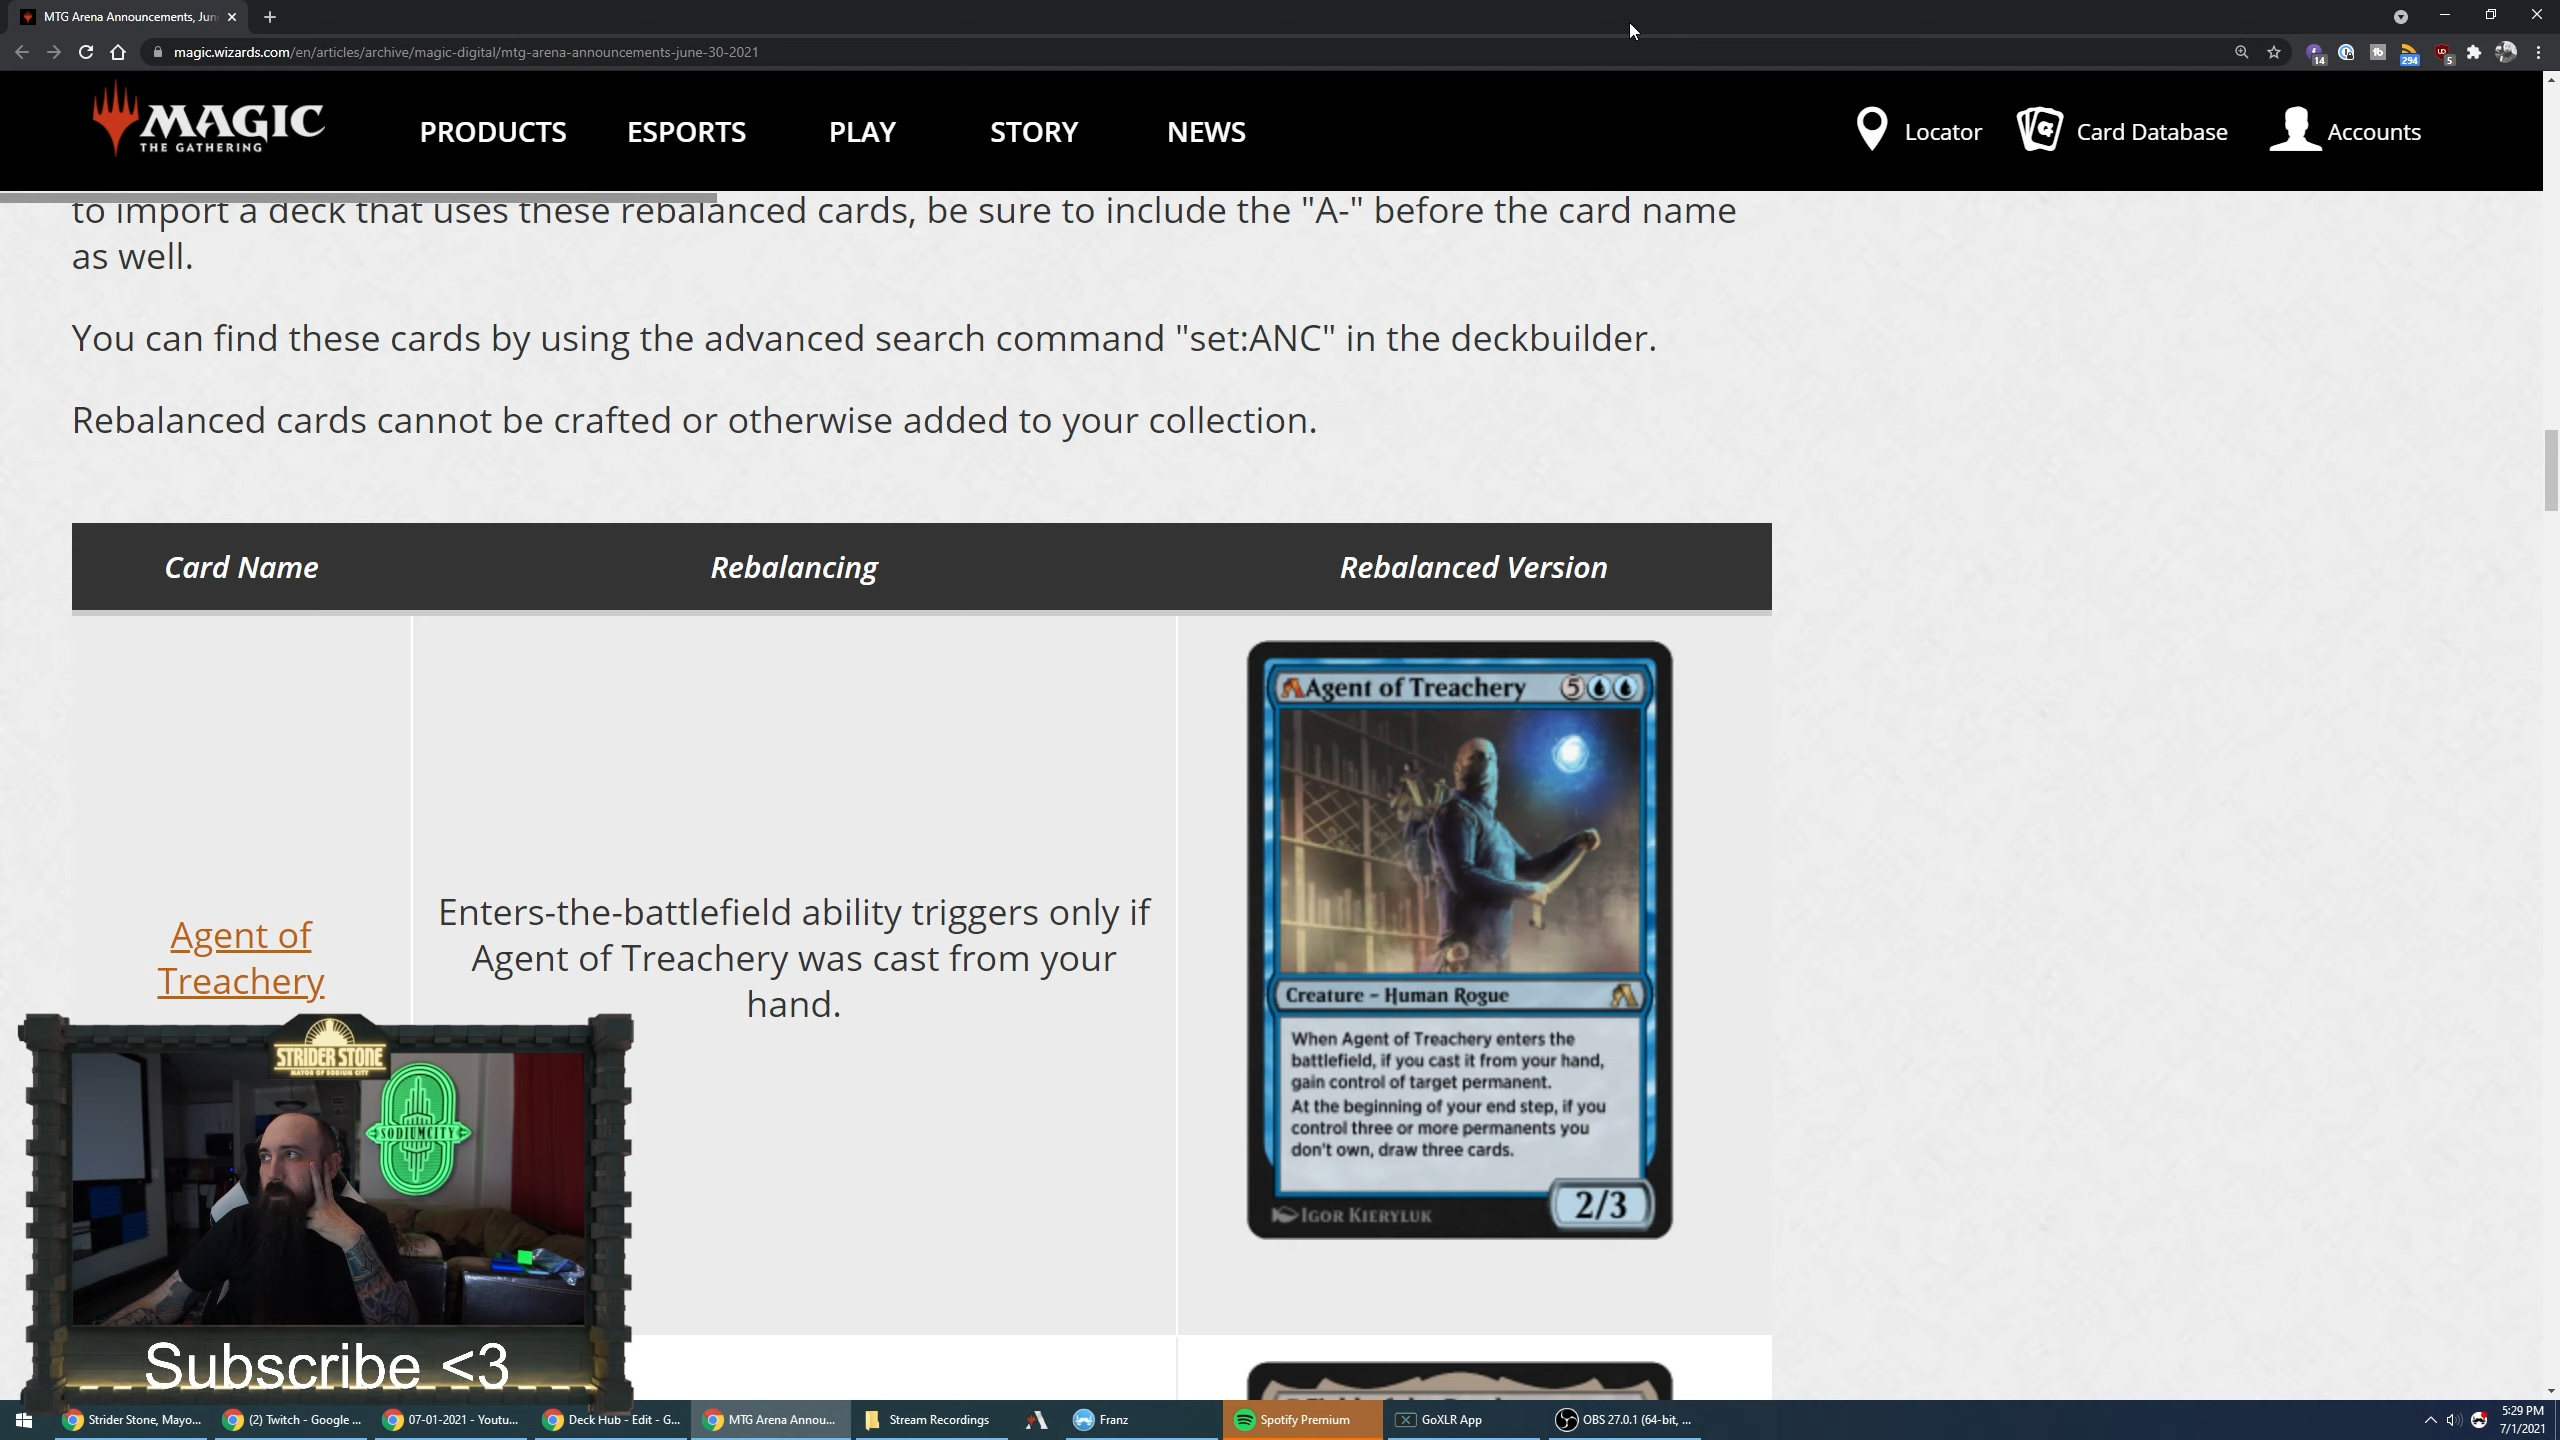 MTG Arena Announcements, Jun
magic.wizards.com/en/articles/archive/magic-digital/mtg-arena-announcements-june-30-2021
14
294
5
MAGIC
THE GATHERING
PRODUCTS
ESPORTS
PLAY
STORY
NEWS
Locator
Card Database
Accounts
to import a deck that uses these rebalanced cards, be sure to include the "A-" before the card name
as well.
You can find these cards by using the advanced search command "set:ANC" in the deckbuilder.
Rebalanced cards cannot be crafted or otherwise added to your collection.
Card Name
Rebalancing
Rebalanced Version
Agent of
Treachery
Enters-the-battlefield ability triggers only if
Agent of Treachery was cast from your
hand.
Agent of Treachery 5
Creature – Human Rogue
When Agent of Treachery enters the
battlefield, if you cast it from your hand,
gain control of target permanent.
At the beginning of your end step, if you
control three or more permanents you
don't own, draw three cards.
2/3
IGOR KIERYLUK
STRIDER STONE
MAYOR OF SODIUM CITY
SODIUMCITY
Subscribe <3
Strider Stone, Mayo...
(2) Twitch - Google ...
07-01-2021 - Youtu...
Deck Hub - Edit - G...
MTG Arena Annou...
Stream Recordings
Franz
Spotify Premium
GoXLR App
OBS 27.0.1 (64-bit, ...
5:29 PM
7/1/2021